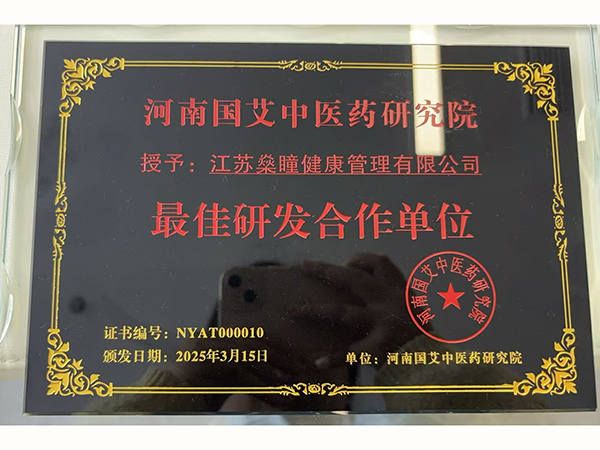 河南国艾中医药研究院
授予：江苏燊瞳健康管理有限公司
最佳研发合作单位
河南国艾中医药研究院
证书编号：NYAT000010
颁发日期：2025年3月15日
单位：河南国艾中医药研究院